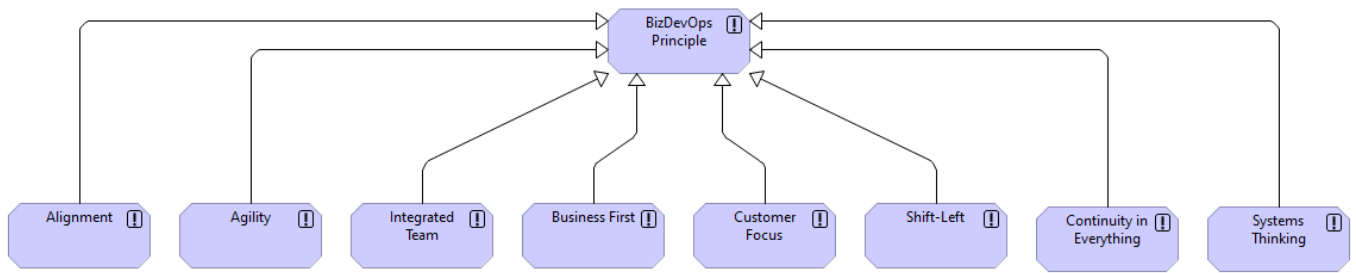 BizDevOps
Principle
Alignment
Agility
Integrated
Team
Business First
Customer
Focus
Shift-Left
Continuity in
Everything
Systems
Thinking